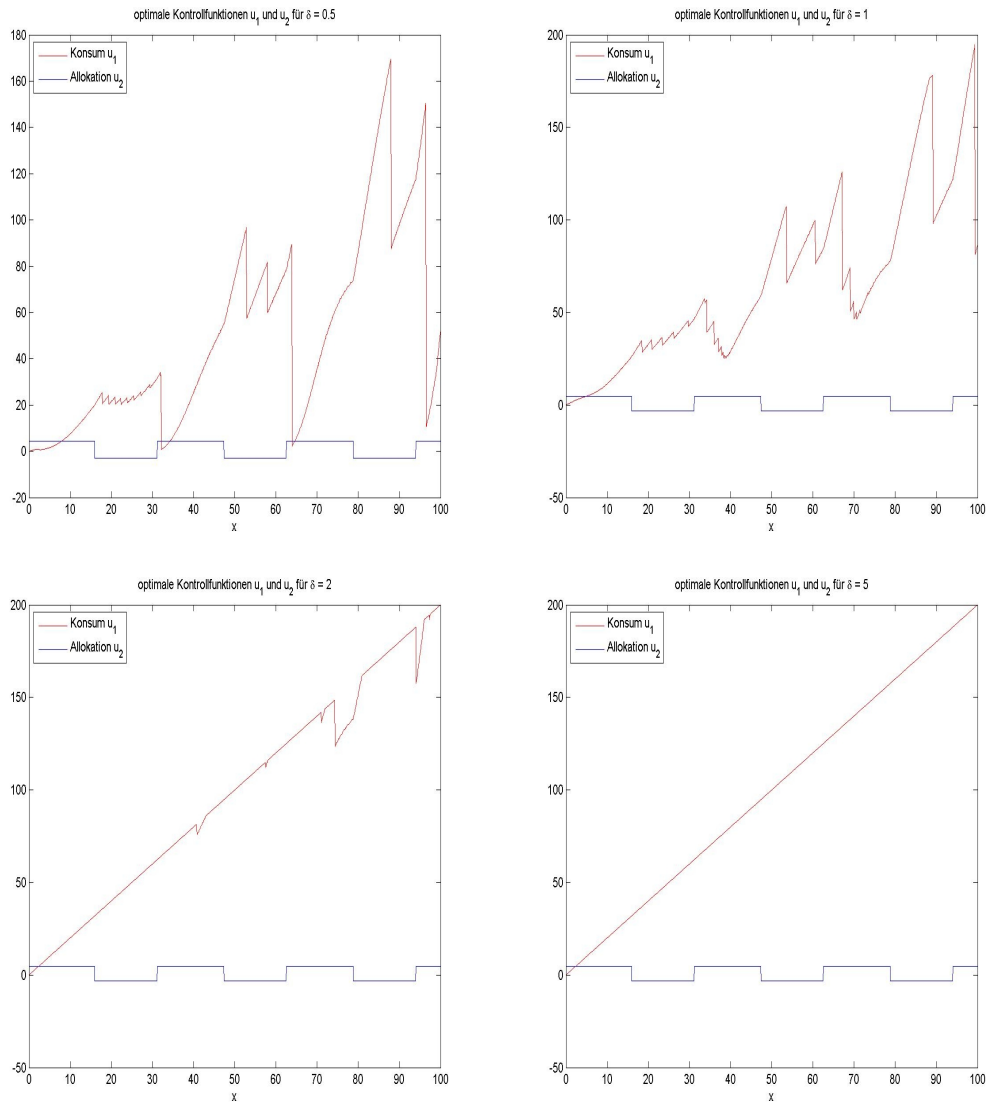 optimale Kontrollfunktionen u₁ und u₂ für δ = 0.5
180
160
140
120
100
80
60
40
20
0
-20
Konsum u₁
Allokation u₂
0 10 20 30 40 50 60 70 80 90 100
x
optimale Kontrollfunktionen u₁ und u₂ für δ = 1
200
150
100
50
0
-50
Konsum u₁
Allokation u₂
0 10 20 30 40 50 60 70 80 90 100
x
optimale Kontrollfunktionen u₁ und u₂ für δ = 2
200
150
100
50
0
-50
Konsum u₁
Allokation u₂
0 10 20 30 40 50 60 70 80 90 100
x
optimale Kontrollfunktionen u₁ und u₂ für δ = 5
200
150
100
50
0
-50
Konsum u₁
Allokation u₂
0 10 20 30 40 50 60 70 80 90 100
x